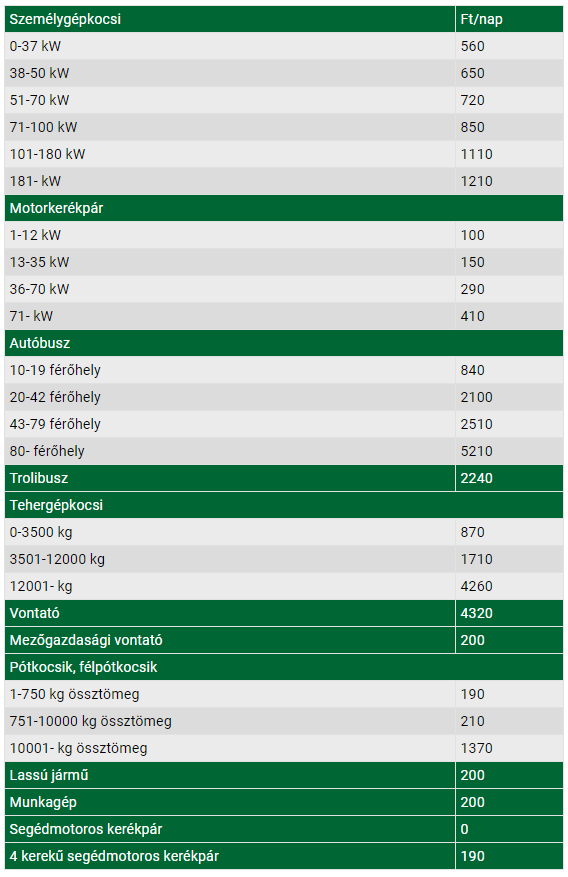 Személygépkocsi Ft/nap
0-37 kW 560
38-50 kW 650
51-70 kW 720
71-100 kW 850
101-180 kW 1110
181- kW 1210
Motorkerékpár
1-12 kW 100
13-35 kW 150
36-70 kW 290
71- kW 410
Autóbusz
10-19 férőhely 840
20-42 férőhely 2100
43-79 férőhely 2510
80- férőhely 5210
Trolibusz 2240
Tehergépkocsi
0-3500 kg 870
3501-12000 kg 1710
12001- kg 4260
Vontató 4320
Mezőgazdasági vontató 200
Pótkocsik, félpótkocsik
1-750 kg össztömeg 190
751-10000 kg össztömeg 210
10001- kg össztömeg 1370
Lassú jármű 200
Munkagép 200
Segédmotoros kerékpár 0
4 kerekű segédmotoros kerékpár 190